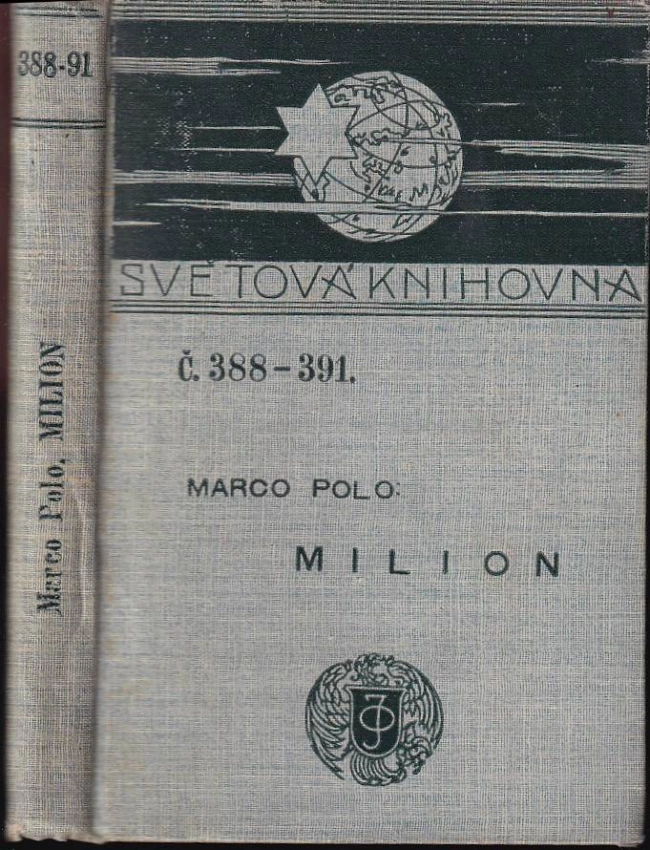 388-91
Marco Polo, MILION
SVĚTOVÁ KNIHOVNA
Č. 388-391.
MARCO POLO:
MILION